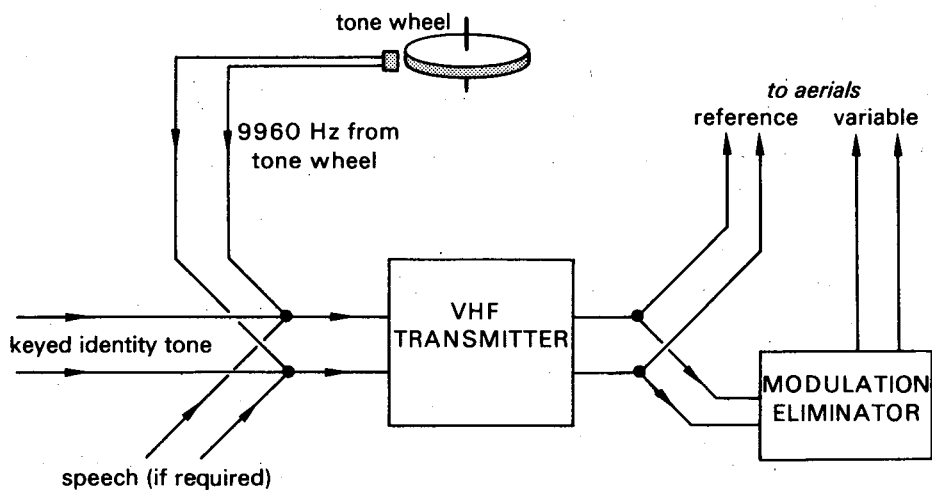 tone wheel
to aerials
reference variable
9960 Hz from
tone wheel
VHF
TRANSMITTER
keyed identity tone
MODULATION
ELIMINATOR
speech (if required)